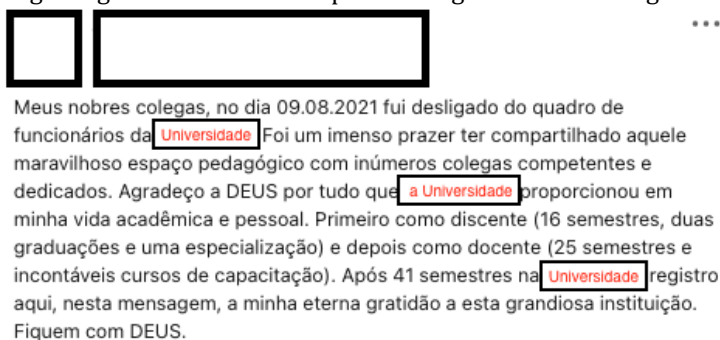 Meus nobres colegas, no dia 09.08.2021 fui desligado do quadro de
funcionários da Universidade Foi um imenso prazer ter compartilhado aquele
maravilhoso espaço pedagógico com inúmeros colegas competentes e
dedicados. Agradeço a DEUS por tudo que a Universidade proporcionou em
minha vida acadêmica e pessoal. Primeiro como discente (16 semestres, duas
graduações e uma especialização) e depois como docente (25 semestres e
incontáveis cursos de capacitação). Após 41 semestres na Universidade registro
aqui, nesta mensagem, a minha eterna gratidão a esta grandiosa instituição.
Fiquem com DEUS.